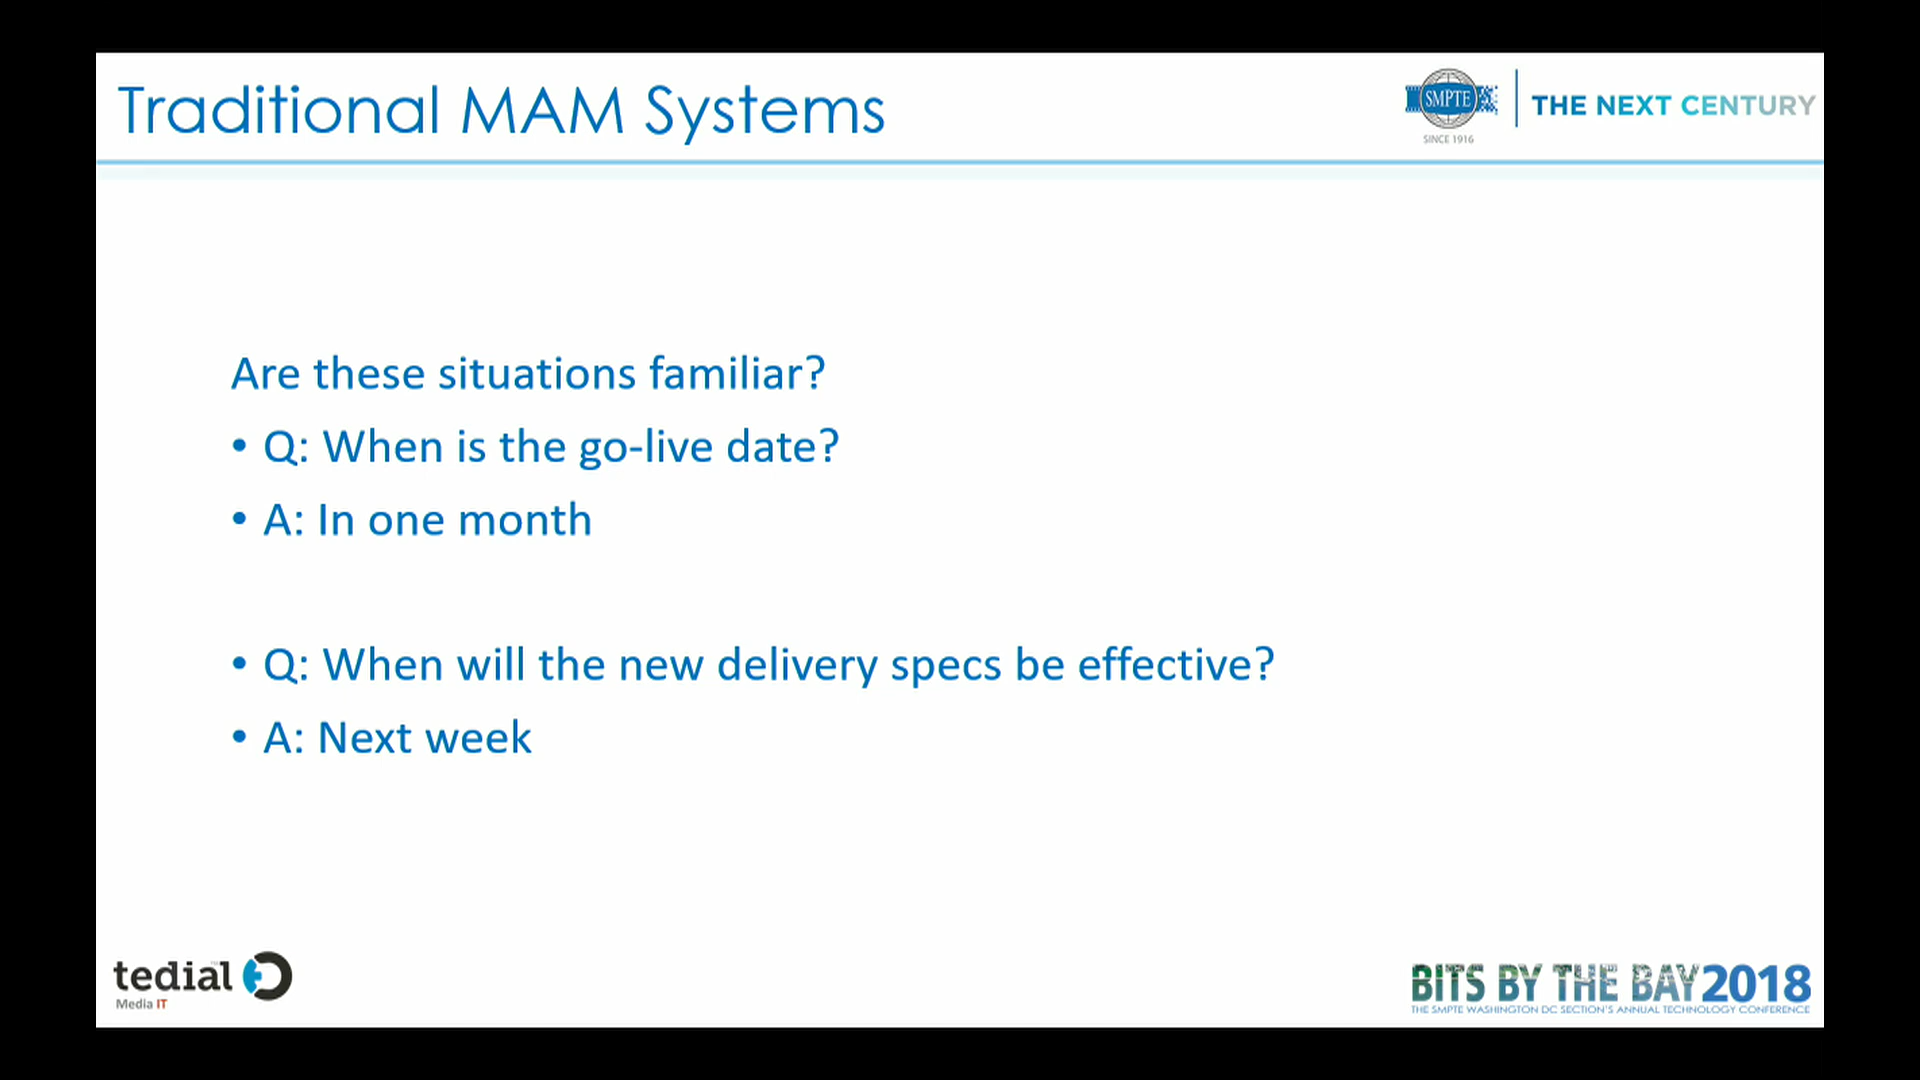 Traditional MAM Systems
SMPTE
SINCE 1916
THE NEXT CENTURY
Are these situations familiar?
• Q: When is the go-live date?
• A: In one month
• Q: When will the new delivery specs be effective?
• A: Next week
tedial
Media IT
BITS BY THE BAY 2018
THE SMPTE WASHINGTON DC SECTION'S ANNUAL TECHNOLOGY CONFERENCE